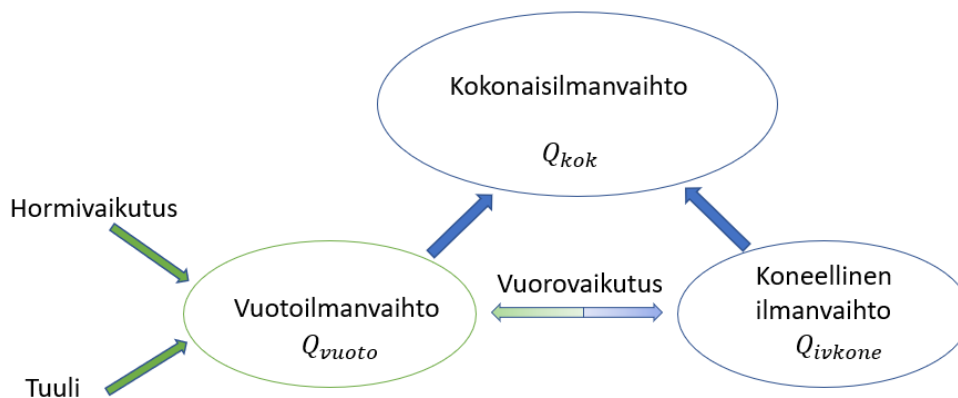 Kokonaisilmanvaihto
Q_kok
Hormivaikutus
Vuotoilmanvaihto
Q_vuoto
Vuorovaikutus
Koneellinen
ilmanvaihto
Q_ivkone
Tuuli